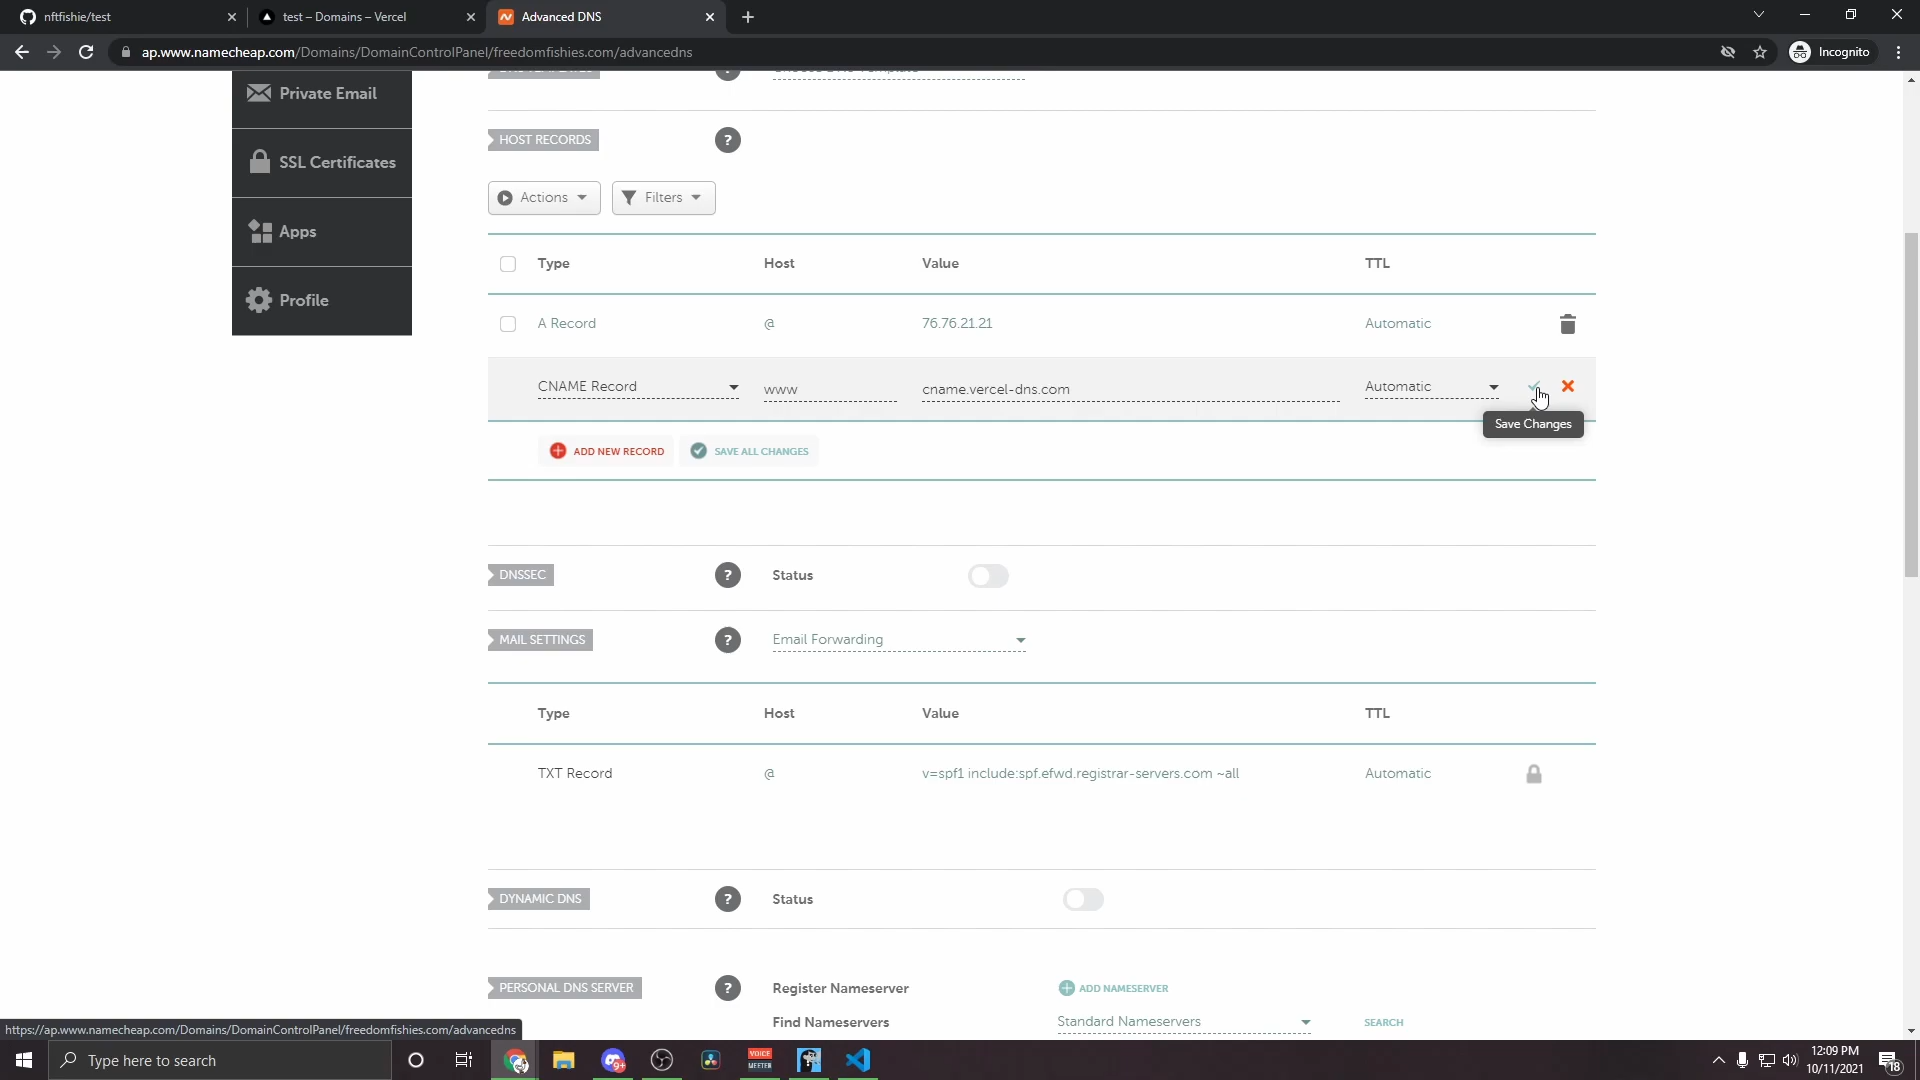 nftfishie/test
test – Domains – Vercel
Advanced DNS
ap.www.namecheap.com/Domains/DomainControlPanel/freedomfishies.com/advancedns
Incognito
Private Email
SSL Certificates
Apps
Profile
HOST RECORDS
?
Actions
Filters
Type Host Value TTL
A Record @ 76.76.21.21 Automatic
CNAME Record www cname.vercel-dns.com Automatic
Save Changes
ADD NEW RECORD
SAVE ALL CHANGES
DNSSEC ? Status
MAIL SETTINGS ? Email Forwarding
Type Host Value TTL
TXT Record @ v=spf1 include:spf.efwd.registrar-servers.com ~all Automatic
DYNAMIC DNS ? Status
PERSONAL DNS SERVER ? Register Nameserver ADD NAMESERVER
Find Nameservers Standard Nameservers SEARCH
https://ap.www.namecheap.com/Domains/DomainControlPanel/freedomfishies.com/advancedns
Type here to search
9+
VOICE
MEETER
12:09 PM
10/11/2021
18